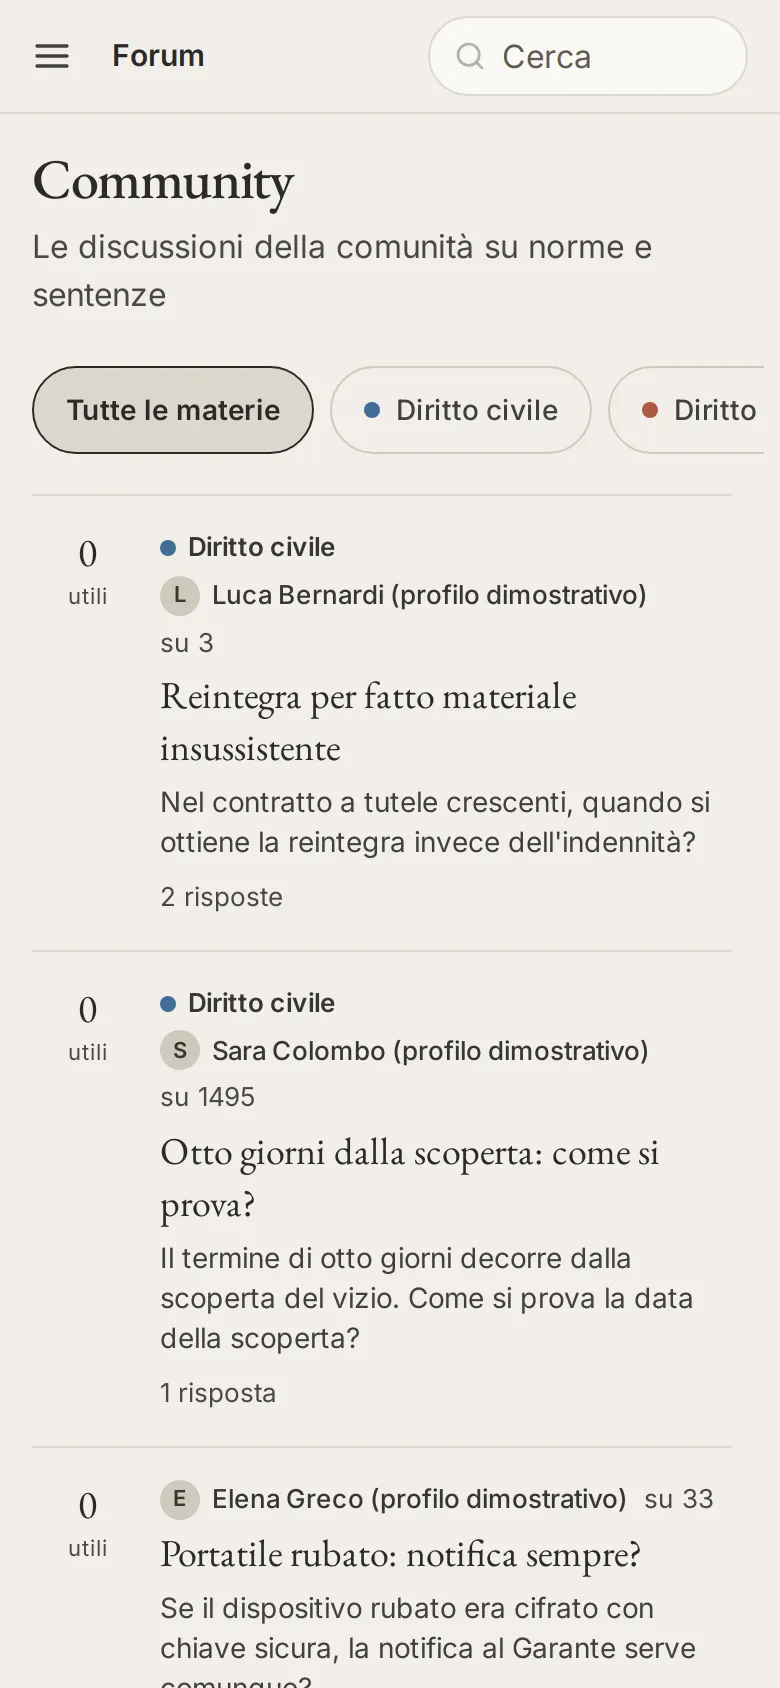 Forum
Cerca
Community
Le discussioni della comunità su norme e
sentenze
Tutte le materie
Diritto civile
Diritto
0
utili
Diritto civile
L
Luca Bernardi (profilo dimostrativo)
su 3
Reintegra per fatto materiale
insussistente
Nel contratto a tutele crescenti, quando si
ottiene la reintegra invece dell'indennità?
2 risposte
0
utili
Diritto civile
S
Sara Colombo (profilo dimostrativo)
su 1495
Otto giorni dalla scoperta: come si
prova?
Il termine di otto giorni decorre dalla
scoperta del vizio. Come si prova la data
della scoperta?
1 risposta
0
utili
E
Elena Greco (profilo dimostrativo) su 33
Portatile rubato: notifica sempre?
Se il dispositivo rubato era cifrato con
chiave sicura, la notifica al Garante serve
comunque?